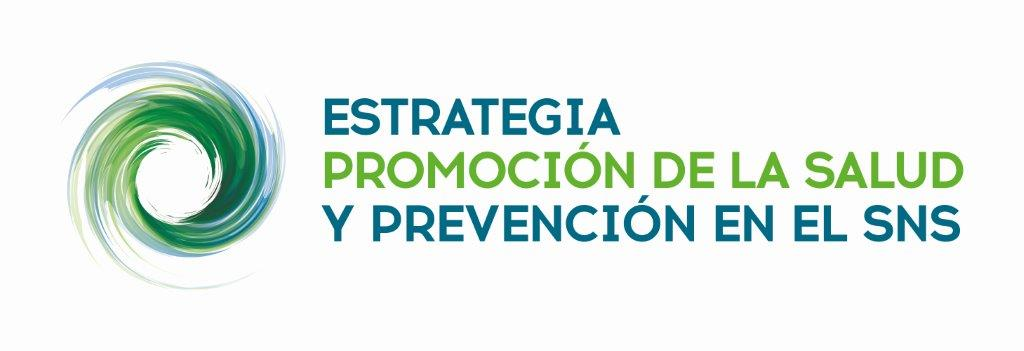 ESTRATEGIA
PROMOCIÓN DE LA SALUD
Y PREVENCIÓN EN EL SNS